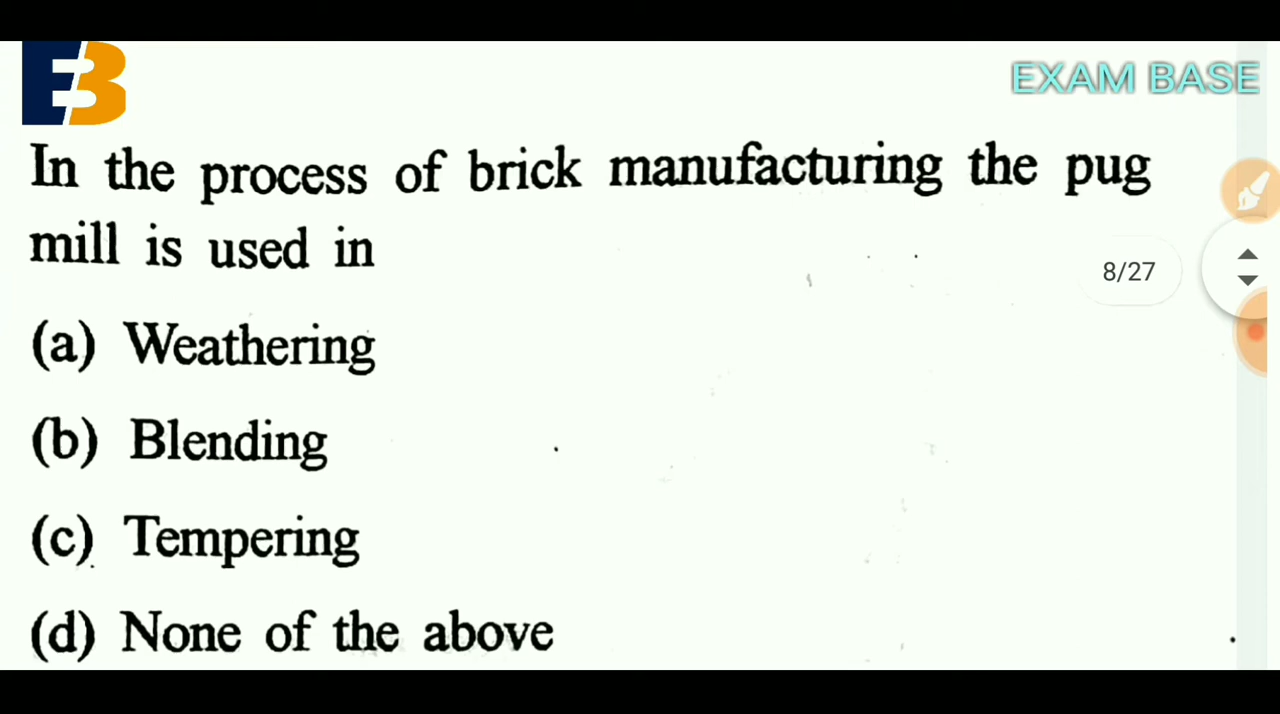 EB
EXAM BASE
In the process of brick manufacturing the pug
mill is used in
8/27
(a) Weathering
(b) Blending
(c) Tempering
(d) None of the above